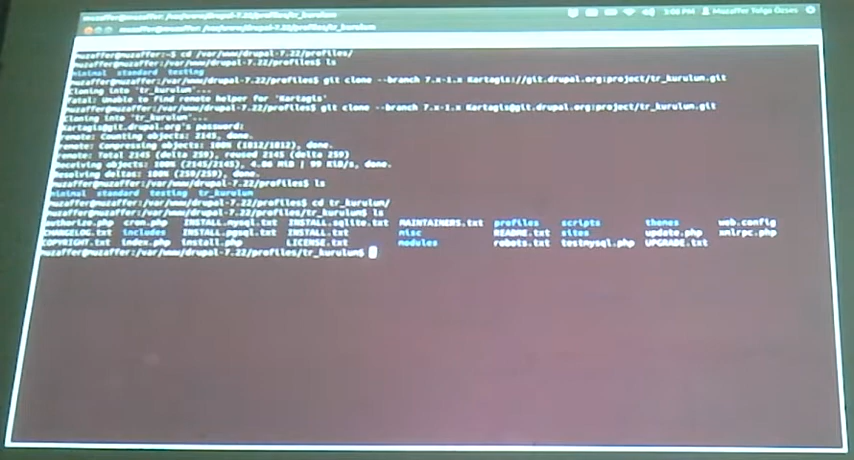 muzaffer@muzaffer: /var/www/drupal-7.22/profiles/tr_kurulum
3:08 PM Muzaffer Tolga Özses
muzaffer@muzaffer: /var/www/drupal-7.22/profiles/tr_kurulum
muzaffer@muzaffer:~$ cd /var/www/drupal-7.22/profiles/
muzaffer@muzaffer:/var/www/drupal-7.22/profiles$ ls
minimal standard testing
muzaffer@muzaffer:/var/www/drupal-7.22/profiles$ git clone --branch 7.x-1.x Kartagis://git.drupal.org:project/tr_kurulum.git
Cloning into 'tr_kurulum'...
fatal: Unable to find remote helper for 'Kartagis'
muzaffer@muzaffer:/var/www/drupal-7.22/profiles$ git clone --branch 7.x-1.x Kartagis@git.drupal.org:project/tr_kurulum.git
Cloning into 'tr_kurulum'...
Kartagis@git.drupal.org's password:
remote: Counting objects: 2145, done.
remote: Compressing objects: 100% (1812/1812), done.
remote: Total 2145 (delta 259), reused 2145 (delta 259)
Receiving objects: 100% (2145/2145), 4.06 MiB | 99 KiB/s, done.
Resolving deltas: 100% (259/259), done.
muzaffer@muzaffer:/var/www/drupal-7.22/profiles$ ls
minimal standard testing tr_kurulum
muzaffer@muzaffer:/var/www/drupal-7.22/profiles$ cd tr_kurulum/
muzaffer@muzaffer:/var/www/drupal-7.22/profiles/tr_kurulum$ ls
authorize.php cron.php INSTALL.mysql.txt INSTALL.sqlite.txt MAINTAINERS.txt profiles scripts themes web.config
CHANGELOG.txt includes INSTALL.pgsql.txt INSTALL.txt misc README.txt sites update.php xmlrpc.php
COPYRIGHT.txt index.php install.php LICENSE.txt modules robots.txt testmysql.php UPGRADE.txt
muzaffer@muzaffer:/var/www/drupal-7.22/profiles/tr_kurulum$